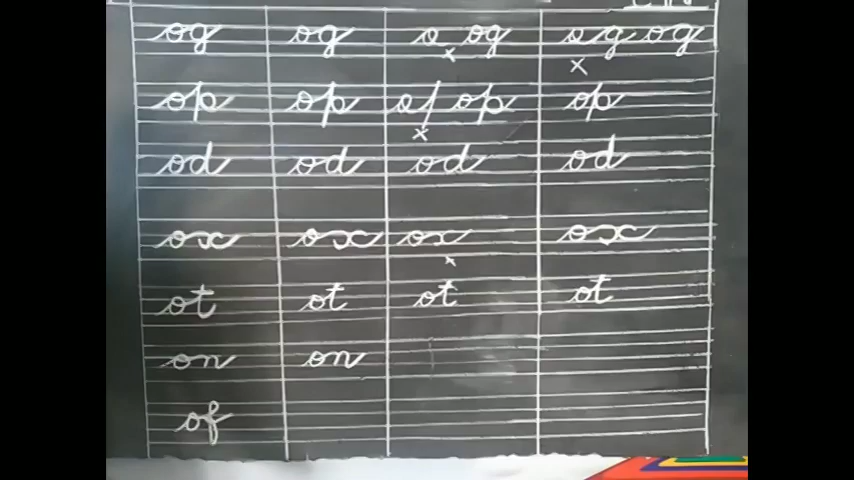 og og o og og og
op op op op op
od od od od
ox ox ox ox
ot ot ot ot
on on
of